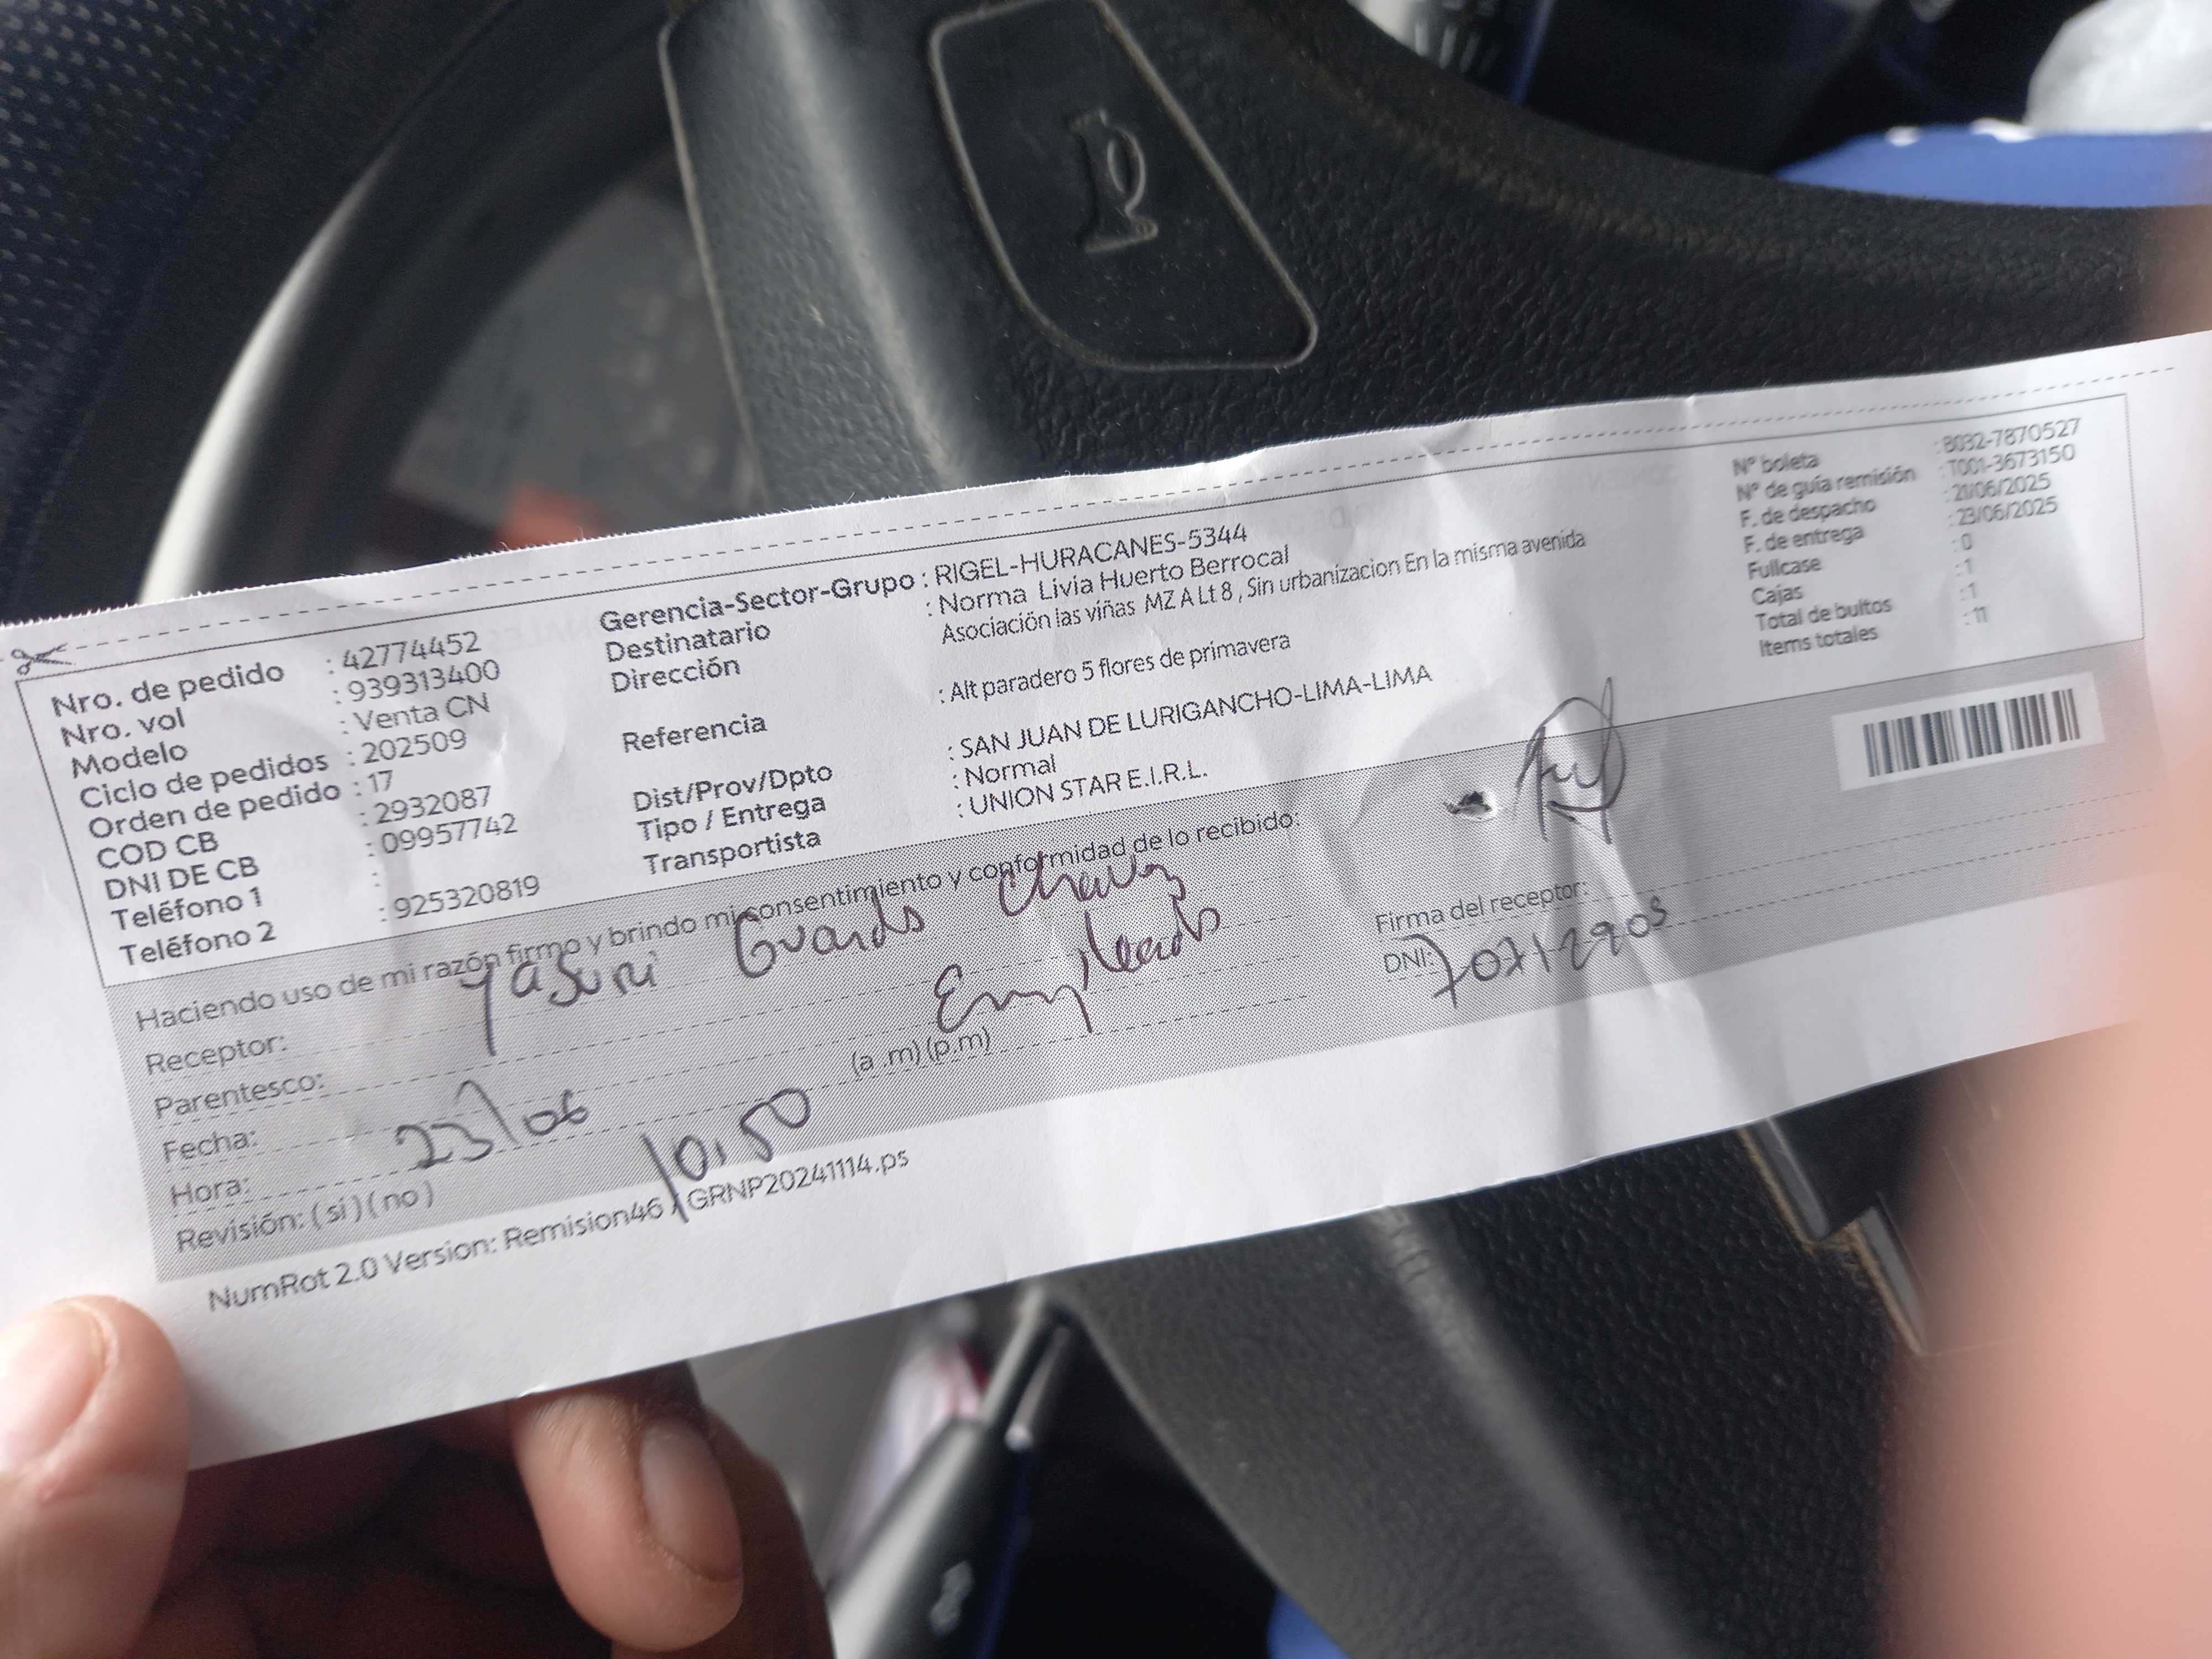 Nro. de pedido : 42774452
Nro. vol : 939313400
Modelo : Venta CN
Ciclo de pedidos : 202509
Orden de pedido : 17
COD CB : 2932087
DNI DE CB : 09957742
Teléfono 1 :
Teléfono 2 : 925320819
Gerencia-Sector-Grupo : RIGEL-HURACANES-5344
Destinatario : Norma Livia Huerto Berrocal
Dirección Asociación las viñas MZ A Lt 8 , Sin urbanizacion En la misma avenida
Referencia : Alt paradero 5 flores de primavera
Dist/Prov/Dpto : SAN JUAN DE LURIGANCHO-LIMA-LIMA
Tipo / Entrega : Normal
Transportista : UNION STAR E.I.R.L.
N° boleta : B032-7870527
N° de guía remisión : T001-3673150
F. de despacho : 21/06/2025
F. de entrega : 23/06/2025
Fullcase : 0
Cajas : 1
Total de bultos : 1
Items totales : 11
Haciendo uso de mi razón firmo y brindo mi consentimiento y conformidad de lo recibido:
Receptor: Yasuri Chavez
Parentesco: Empleado
Fecha: 23/06
Hora: 10:50 (a .m) (p.m)
Revisión: ( si ) ( no )
Firma del receptor:
DNI: 70712903
NumRot 2.0 Version: Remision46 / GRNP20241114.ps